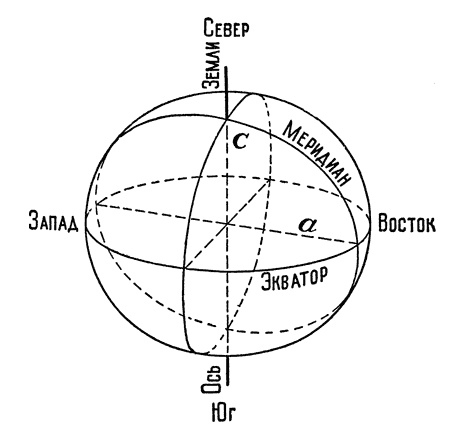 СЕВЕР
ЗЕМЛИ
C
МЕРИДИАН
ЗАПАД
a
ВОСТОК
ЭКВАТОР
ОСЬ
ЮГ